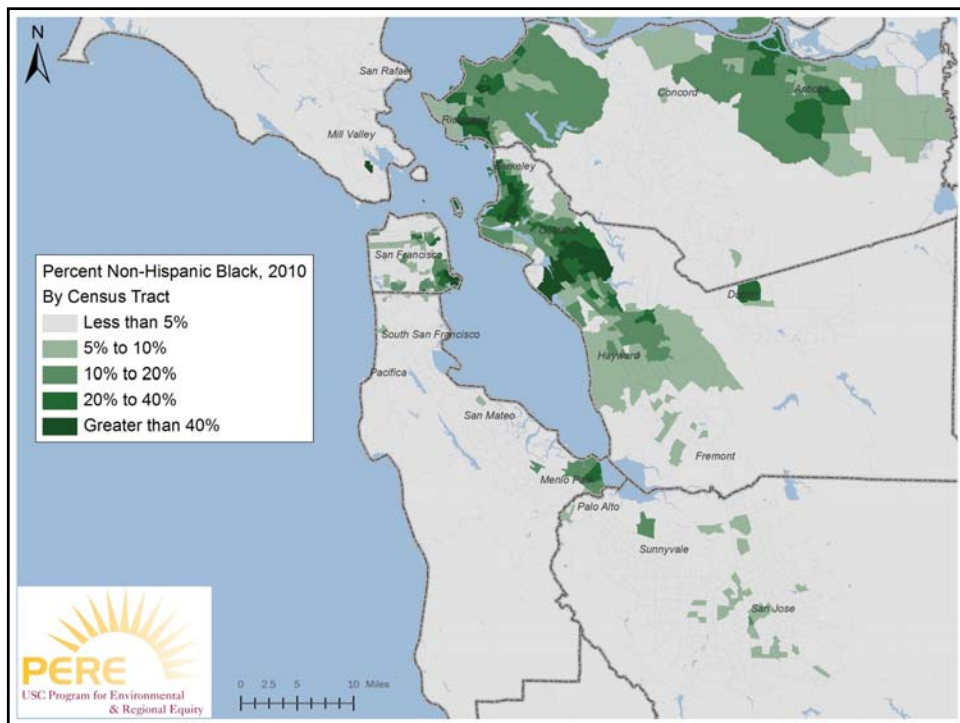 N
San Rafael
Concord
Antioch
Richmond
Mill Valley
Berkeley
Oakland
San Francisco
Percent Non-Hispanic Black, 2010
By Census Tract
Less than 5%
5% to 10%
10% to 20%
20% to 40%
Greater than 40%
South San Francisco
Hayward
Pacifica
San Mateo
Fremont
Menlo Park
Palo Alto
Sunnyvale
San Jose
PERE
USC Program for Environmental
& Regional Equity
0 2.5 5 10 Miles